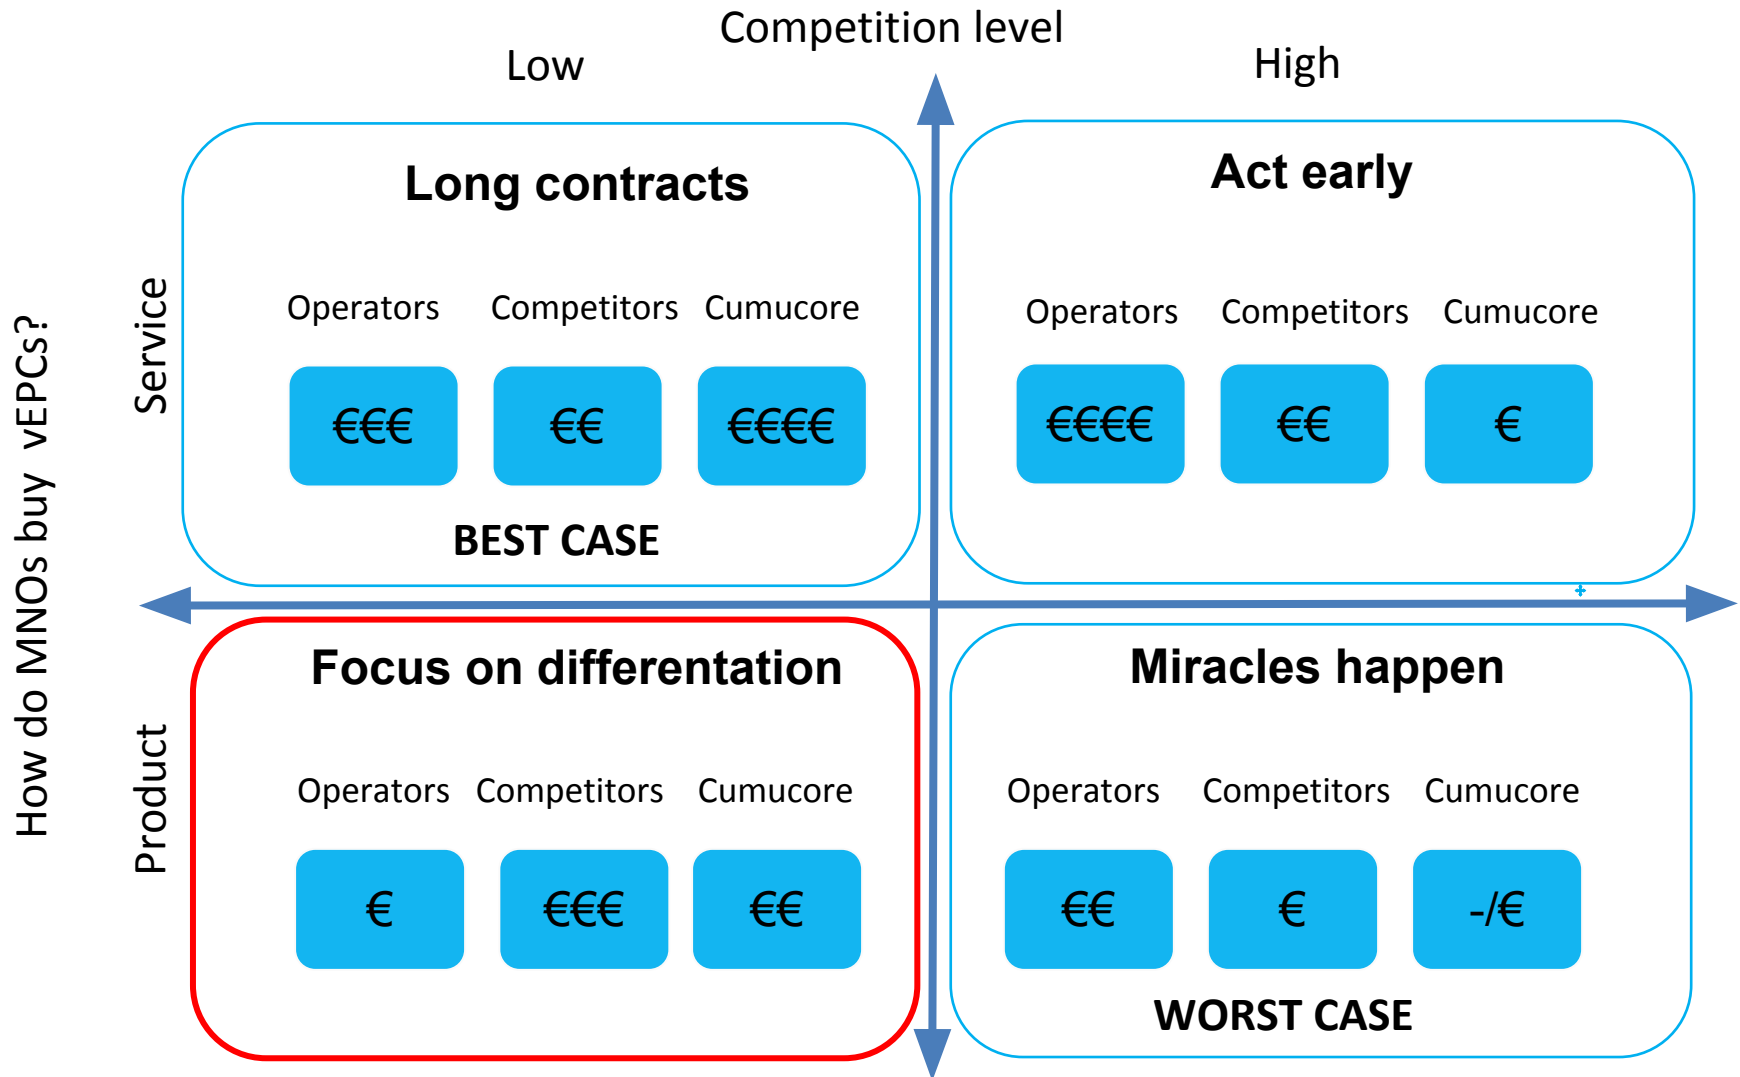 Competition level
Low
High
How do MNOs buy vEPCs?
Service
Long contracts
Operators Competitors Cumucore
€€€ €€ €€€€
BEST CASE
Act early
Operators Competitors Cumucore
€€€€ €€ €
Product
Focus on differentation
Operators Competitors Cumucore
€ €€€ €€
Miracles happen
Operators Competitors Cumucore
€€ € -/€
WORST CASE